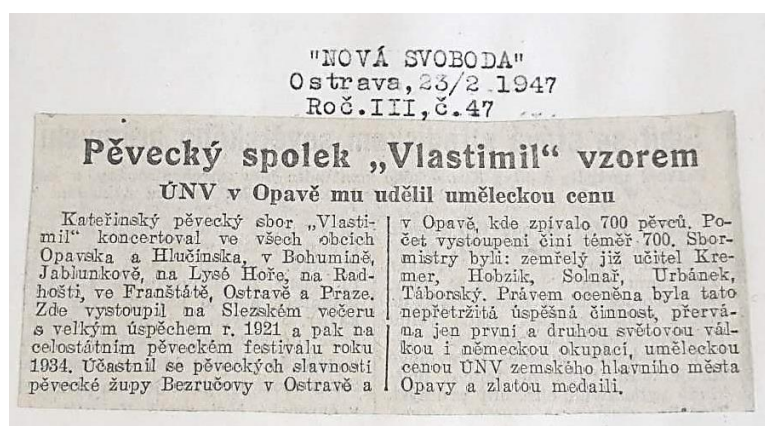 "NOVÁ SVOBODA"
Ostrava, 23/2 1947
Roč.III, č.47
Pěvecký spolek „Vlastimil“ vzorem
ÚNV v Opavě mu udělil uměleckou cenu
Kateřinský pěvecký sbor „Vlasti-
mil“ koncertoval ve všech obcích
Opavska a Hlučínska, v Bohumíně,
Jablunkově, na Lysé Hoře, na Rad-
hošti, ve Franštátě, Ostravě a Praze.
Zde vystoupil na Slezském večeru
s velkým úspěchem r. 1921 a pak na
celostátním pěveckém festivalu roku
1934. Účastnil se pěveckých slavností
pěvecké župy Bezručovy v Ostravě a
v Opavě, kde zpívalo 700 pěvců. Po-
čet vystoupení činí téměř 700. Sbor-
mistry byli: zemřelý již učitel Kre-
mer, Hobzík, Solnař, Urbánek,
Táborský. Právem oceněna byla tato
nepřetržitá úspěšná činnost, přervá-
na jen první a druhou světovou vál-
kou i německou okupací, uměleckou
cenou ÚNV zemského hlavního města
Opavy a zlatou medailí.